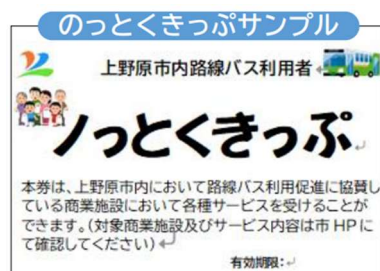 のっとくきっぷサンプル
上野原市内路線バス利用者
ノっとくきっぷ
本券は、上野原市内において路線バス利用促進に協賛し
ている商業施設において各種サービスを受けることが
できます。(対象商業施設及びサービス内容は市 HP に
て確認してください)
有効期限：